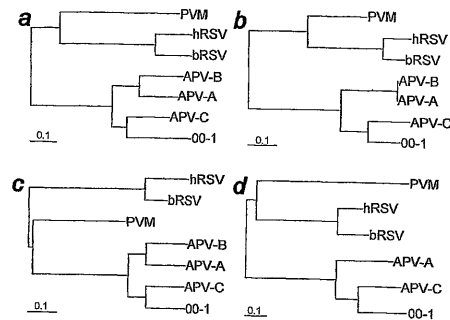 a
PVM
hRSV
bRSV
APV-B
APV-A
APV-C
00-1
0.1
b
PVM
hRSV
bRSV
APV-B
APV-A
APV-C
00-1
0.1
c
hRSV
bRSV
PVM
APV-B
APV-A
APV-C
00-1
0.1
d
PVM
hRSV
bRSV
APV-A
APV-C
00-1
0.1